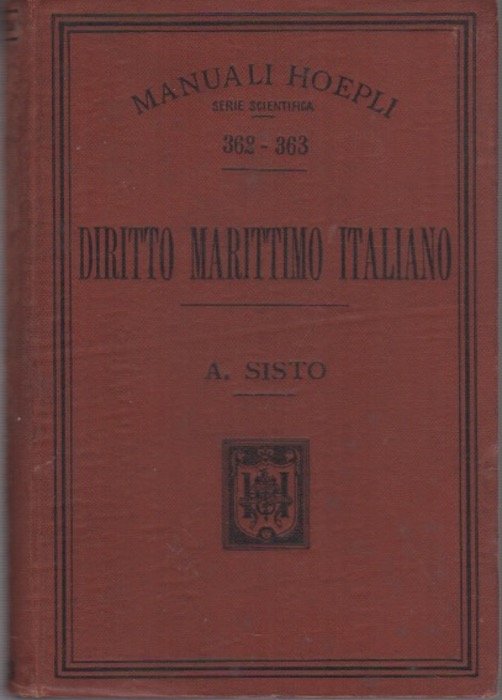 MANUALI HOEPLI
SERIE SCIENTIFICA
362-363
DIRITTO MARITTIMO ITALIANO
A. SISTO